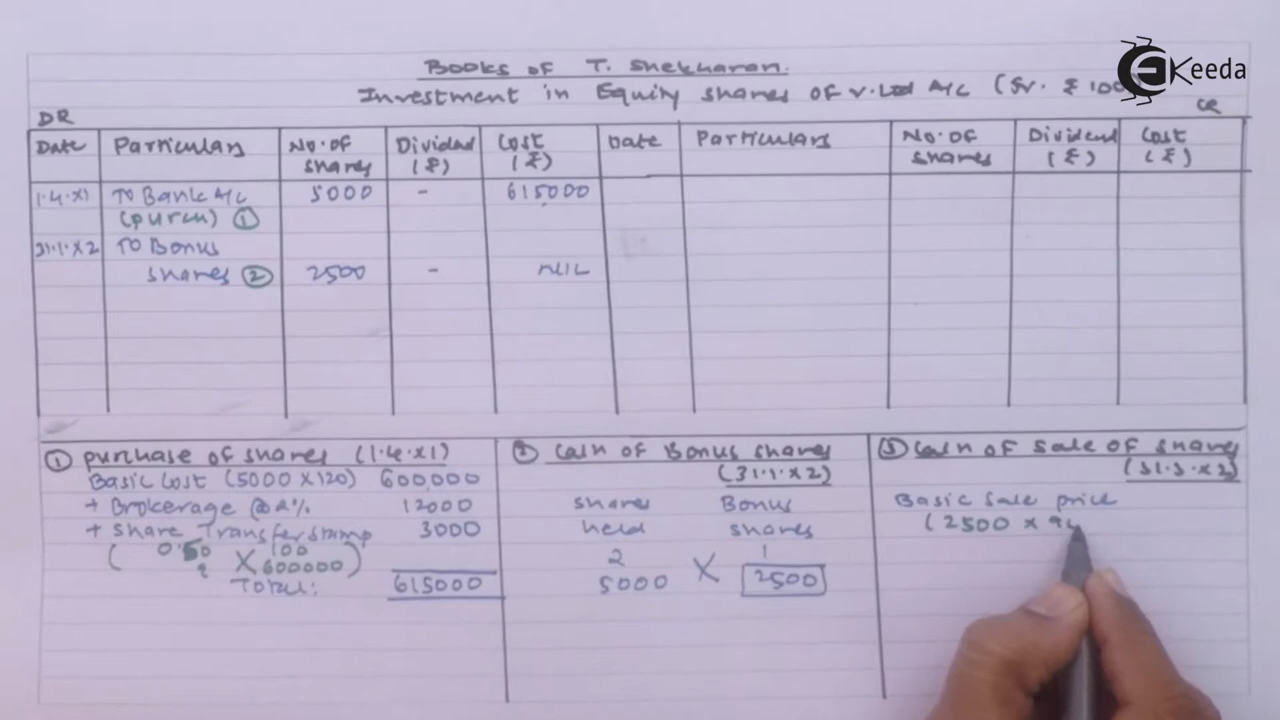 Books of T. Shekharan.
Investment in Equity shares of V. Ltd A/c (Fv. ₹ 100
Keeda
DR
CR
Date Particulars No. of shares Dividend (₹) Cost (₹) Date Particulars No. of shares Dividend (₹) Cost (₹)
1.4.X1 To Bank A/c 5000 - 615000
(purch) ①
31.1.X2 To Bonus
shares ② 2500 - NIL
① purchase of shares (1.4.X1)
Basic Cost (5000 X 120) 600,000
+ Brokerage @ 2% 12000
+ Share Transfer stamp 3000
( 0.50 X 100
600000)
Total: 615000
② Caln of Bonus shares
(31.1.X2)
shares Bonus
held shares
2 1
5000 X 2500
③ Caln of Sale of shares
(31.3.X2)
Basic Sale price
(2500 X 90